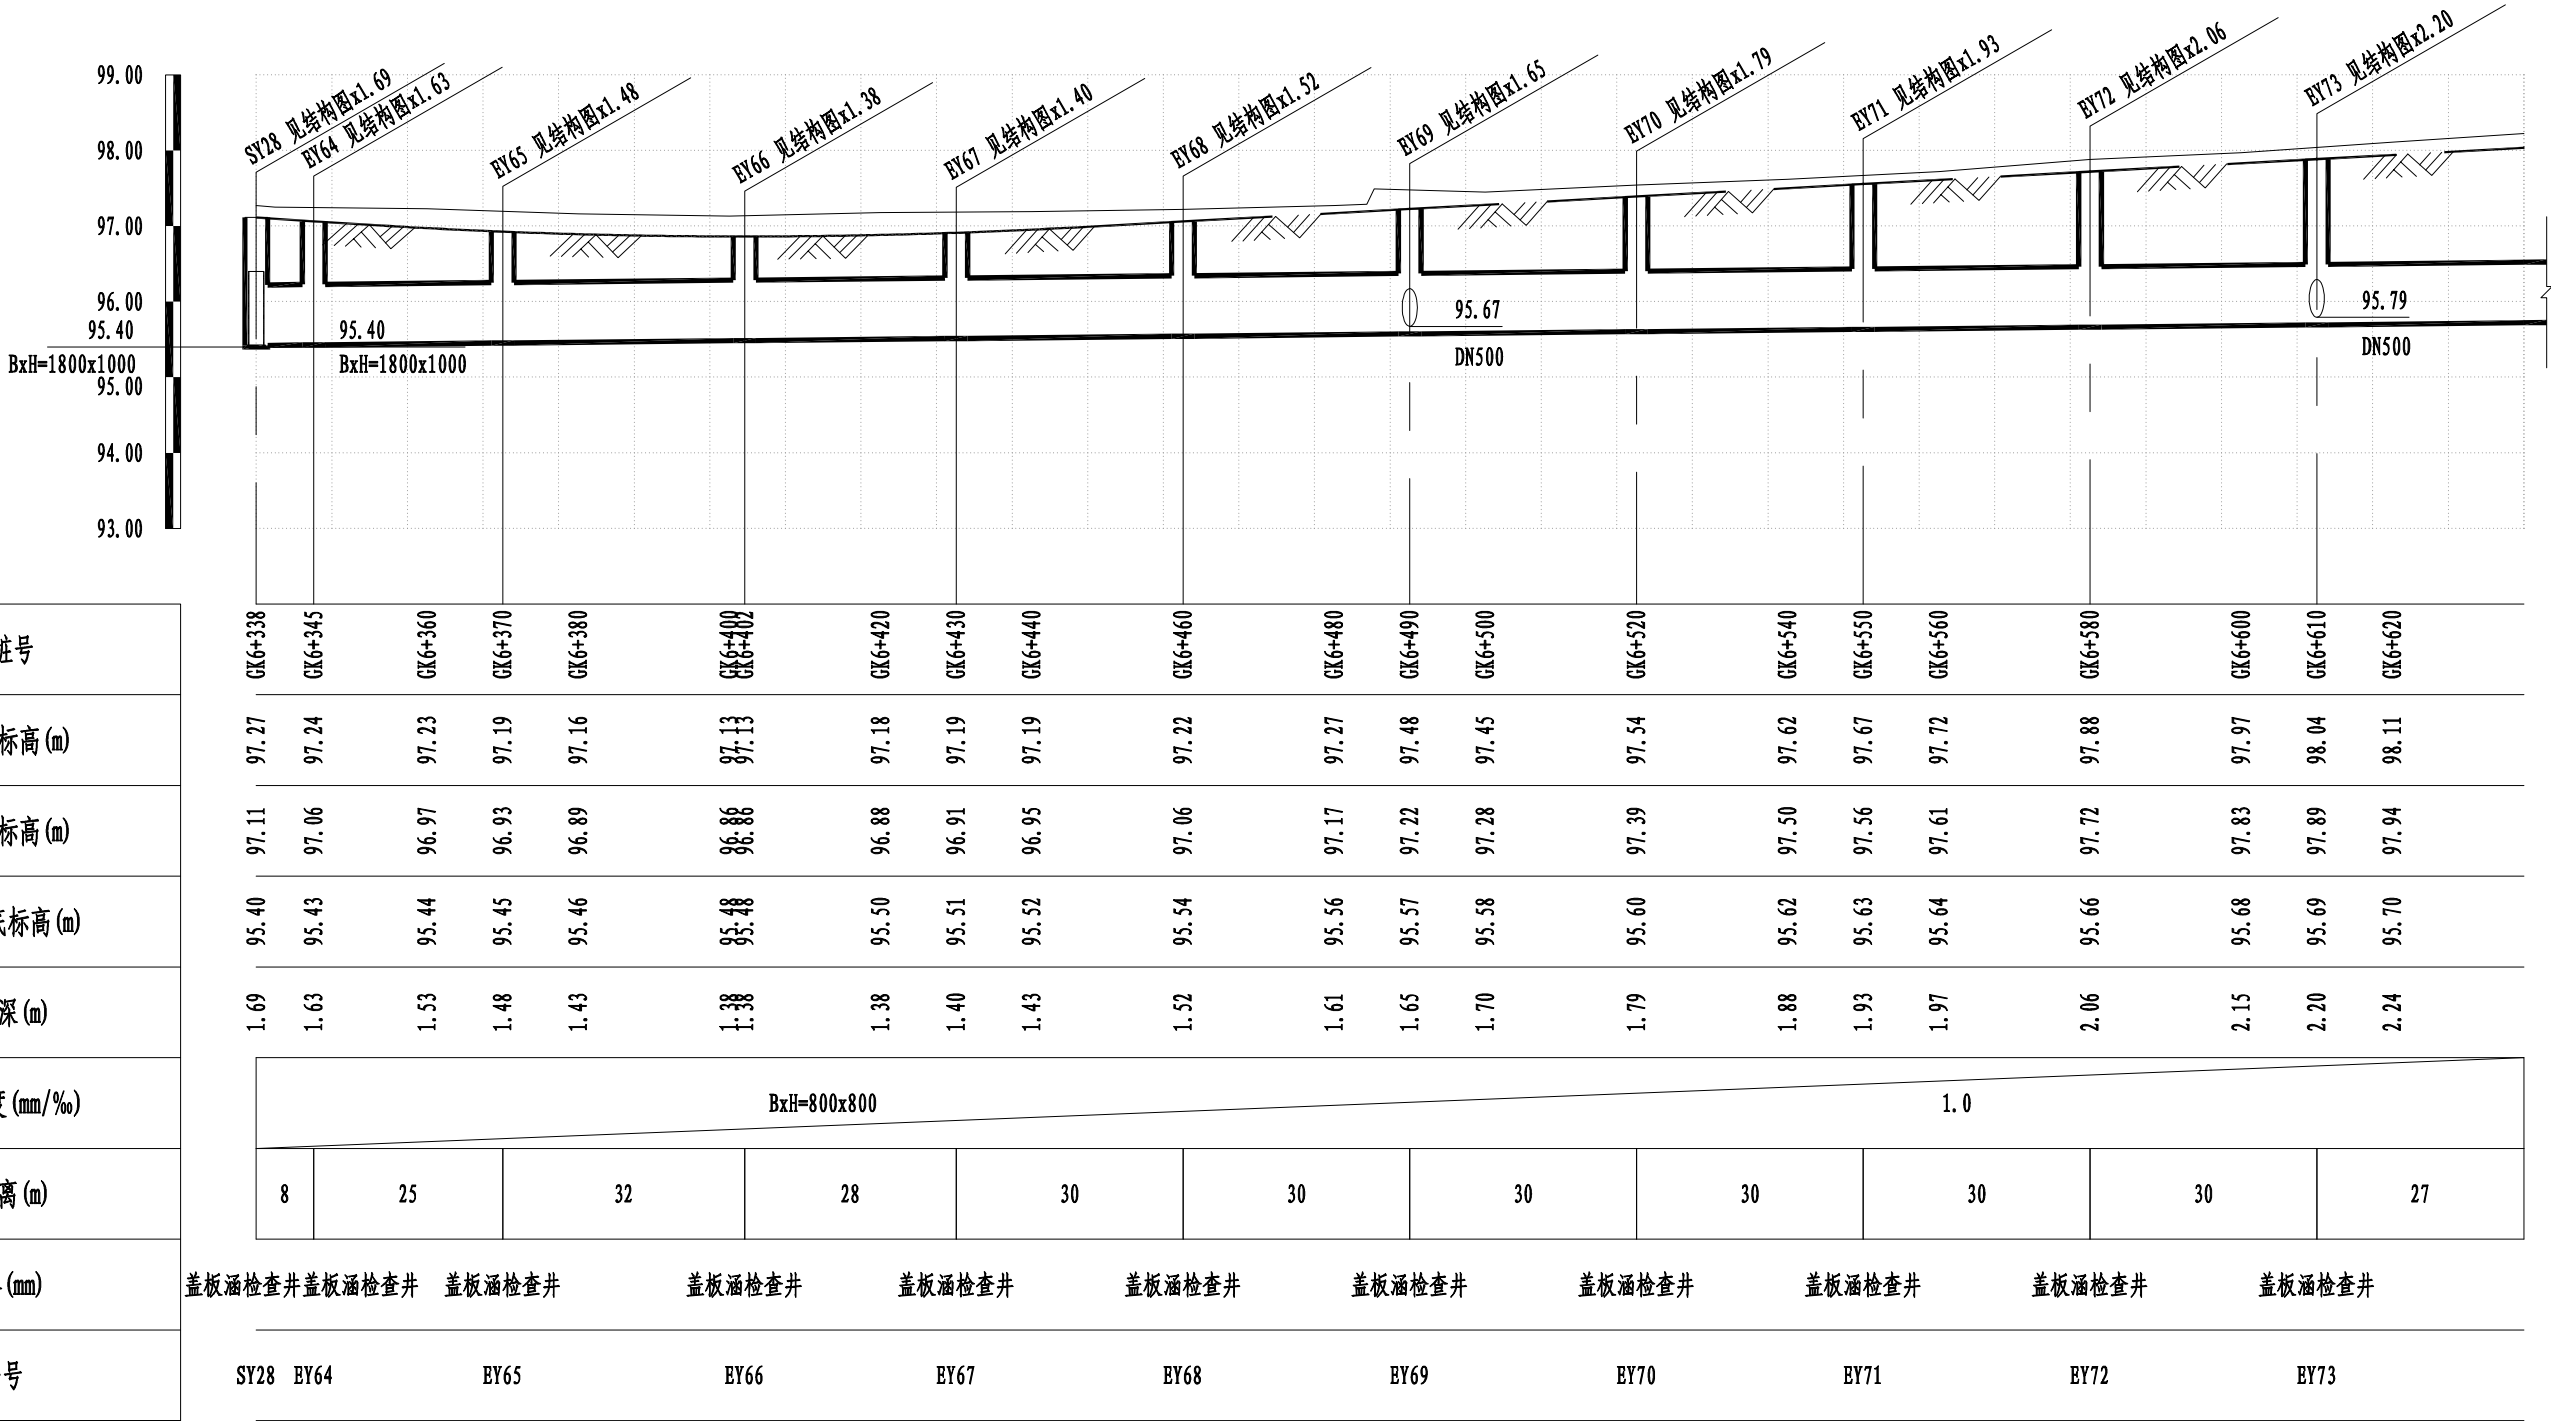 SY28 见结构图x1.69
EY64 见结构图x1.63
EY65 见结构图x1.48
EY66 见结构图x1.38
EY67 见结构图x1.40
EY68 见结构图x1.52
EY69 见结构图x1.65
EY70 见结构图x1.79
EY71 见结构图x1.93
EY72 见结构图x2.06
EY73 见结构图x2.20
99.00
98.00
97.00
96.00
95.40
BxH=1800x1000
95.00
94.00
93.00
95.40
BxH=1800x1000
95.67
DN500
95.79
DN500
桩号 GK6+338 GK6+345 GK6+360 GK6+370 GK6+380 GK6+400 GK6+402 GK6+420 GK6+430 GK6+440 GK6+460 GK6+480 GK6+490 GK6+500 GK6+520 GK6+540 GK6+550 GK6+560 GK6+580 GK6+600 GK6+610 GK6+620
标高(m) 97.27 97.24 97.23 97.19 97.16 97.13 97.13 97.18 97.19 97.19 97.22 97.27 97.48 97.45 97.54 97.62 97.67 97.72 97.88 97.97 98.04 98.11
标高(m) 97.11 97.06 96.97 96.93 96.89 96.86 96.86 96.88 96.91 96.95 97.06 97.17 97.22 97.28 97.39 97.50 97.56 97.61 97.72 97.83 97.89 97.94
底标高(m) 95.40 95.43 95.44 95.45 95.46 95.48 95.48 95.50 95.51 95.52 95.54 95.56 95.57 95.58 95.60 95.62 95.63 95.64 95.66 95.68 95.69 95.70
深(m) 1.69 1.63 1.53 1.48 1.43 1.38 1.38 1.38 1.40 1.43 1.52 1.61 1.65 1.70 1.79 1.88 1.93 1.97 2.06 2.15 2.20 2.24
度(mm/‰) BxH=800x800 1.0
离(m) 8 25 32 28 30 30 30 30 30 30 27
(mm) 盖板涵检查井 盖板涵检查井 盖板涵检查井 盖板涵检查井 盖板涵检查井 盖板涵检查井 盖板涵检查井 盖板涵检查井 盖板涵检查井 盖板涵检查井 盖板涵检查井
号 SY28 EY64 EY65 EY66 EY67 EY68 EY69 EY70 EY71 EY72 EY73